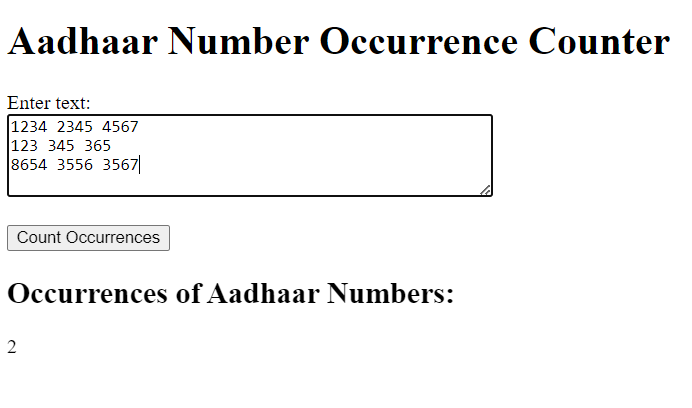 Aadhaar Number Occurrence Counter
Enter text:
1234 2345 4567
123 345 365
8654 3556 3567
Count Occurrences
Occurrences of Aadhaar Numbers:
2